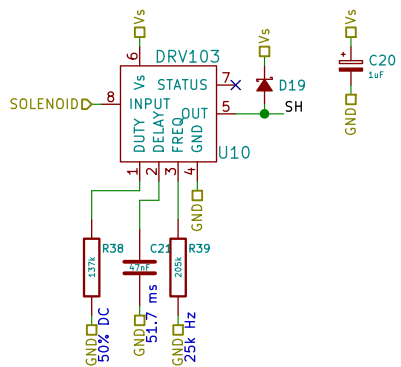 Vs
Vs
Vs
DRV103
6
Vs
STATUS
7
D19
C20
1uF
SOLENOID
8
INPUT
OUT
5
SH
DUTY
DELAY
FREQ
GND
GND
U10
1
2
3
4
GND
R38
137k
C21
47nF
R39
205k
GND
50% DC
GND
51.7 ms
GND
25k Hz